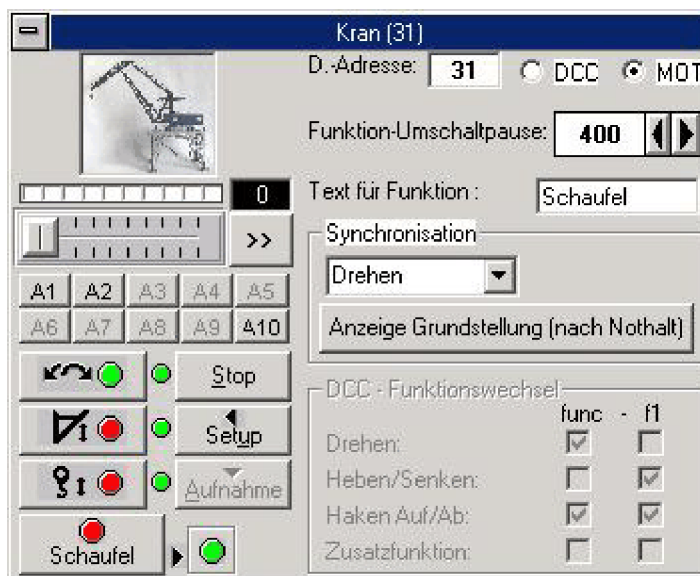 Kran (31)
D.-Adresse: 31 DCC MOT
Funktion-Umschaltpause: 400
0
Text für Funktion : Schaufel
>>
Synchronisation
Drehen
A1 A2 A3 A4 A5
A6 A7 A8 A9 A10
Anzeige Grundstellung (nach Nothalt)
Stop
Setup
Aufnahme
Schaufel
DCC - Funktionswechsel
func - f1
Drehen:
Heben/Senken:
Haken Auf/Ab:
Zusatzfunktion: